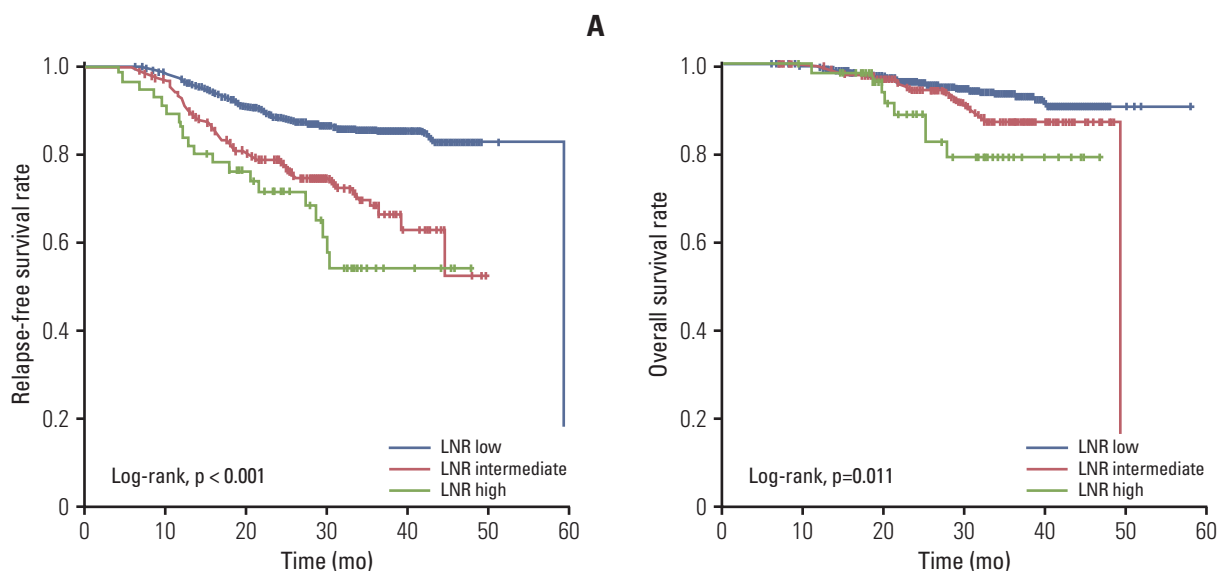 A
Relapse-free survival rate
1.0
0.8
0.6
0.4
0.2
0
LNR low
LNR intermediate
LNR high
Log-rank, p < 0.001
0 10 20 30 40 50 60
Time (mo)
Overall survival rate
1.0
0.8
0.6
0.4
0.2
0
LNR low
LNR intermediate
LNR high
Log-rank, p=0.011
0 10 20 30 40 50 60
Time (mo)